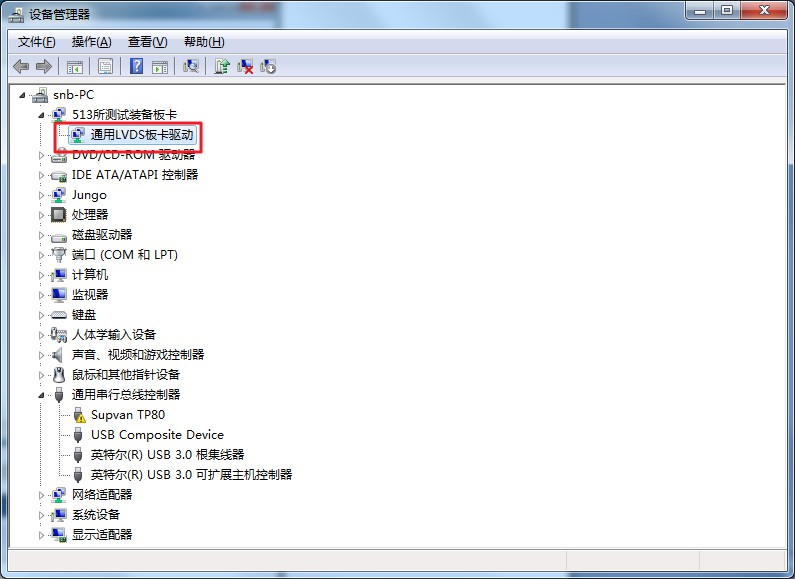 设备管理器
文件(F) 操作(A) 查看(V) 帮助(H)
snb-PC
513所测试装备板卡
通用LVDS板卡驱动
DVD/CD-ROM 驱动器
IDE ATA/ATAPI 控制器
Jungo
处理器
磁盘驱动器
端口 (COM 和 LPT)
计算机
监视器
键盘
人体学输入设备
声音、视频和游戏控制器
鼠标和其他指针设备
通用串行总线控制器
Supvan TP80
USB Composite Device
英特尔(R) USB 3.0 根集线器
英特尔(R) USB 3.0 可扩展主机控制器
网络适配器
系统设备
显示适配器